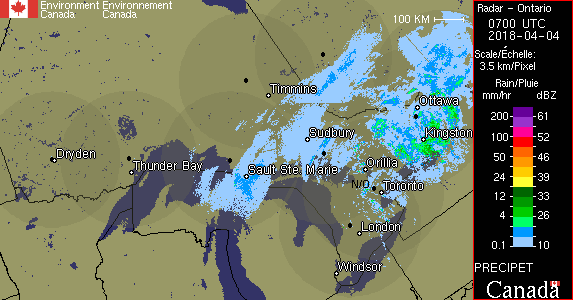 Environment Environnement
Canada Canada
100 KM
Radar - Ontario
0700 UTC
2018-04-04
Scale/Échelle:
3.5 km/Pixel
Rain/Pluie
mm/hr dBZ
200 61
100 52
50 46
24 39
12 33
4 26
1 20
0.1 10
PRECIPET
Canada
Timmins
Ottawa
Sudbury
Kingston
Dryden
Thunder Bay
Sault Ste. Marie
Orillia
N/O
Toronto
London
Windsor